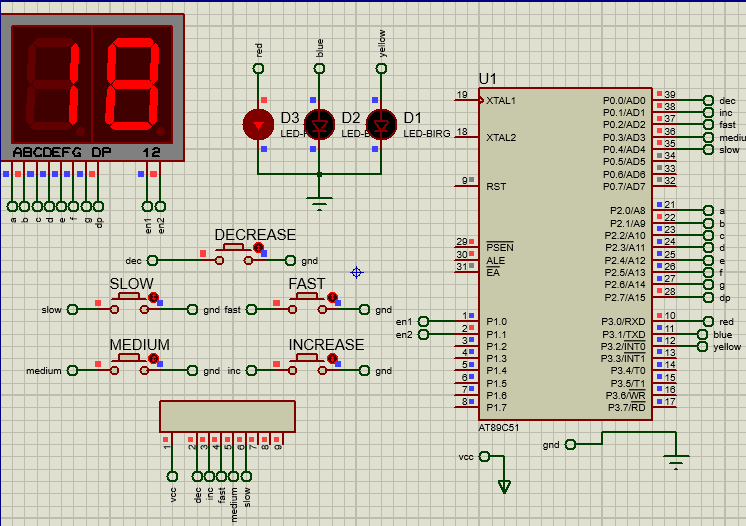 ABCDEFG DP
12
a
b
c
d
e
f
g
dp
en1
en2
red
blue
yellow
D3
D2
D1
LED-BIRG
DECREASE
dec
gnd
SLOW
slow
gnd
FAST
fast
gnd
MEDIUM
medium
gnd
INCREASE
inc
gnd
1
2
3
4
5
6
7
8
9
vcc
dec
inc
fast
medium
slow
U1
19 XTAL1
18 XTAL2
9 RST
29 PSEN
30 ALE
31 EA
en1 1 P1.0
en2 2 P1.1
3 P1.2
4 P1.3
5 P1.4
6 P1.5
7 P1.6
8 P1.7
P0.0/AD0 39 dec
P0.1/AD1 38 inc
P0.2/AD2 37 fast
P0.3/AD3 36
P0.4/AD4 35 slow
P0.5/AD5 34
P0.6/AD6 33
P0.7/AD7 32
P2.0/A8 21 a
P2.1/A9 22 b
P2.2/A10 23 c
P2.3/A11 24 d
P2.4/A12 25 e
P2.5/A13 26 f
P2.6/A14 27 g
P2.7/A15 28 dp
P3.0/RXD 10 red
P3.1/TXD 11 blue
P3.2/INT0 12 yellow
P3.3/INT1 13
P3.4/T0 14
P3.5/T1 15
P3.6/WR 16
P3.7/RD 17
AT89C51
vcc
gnd